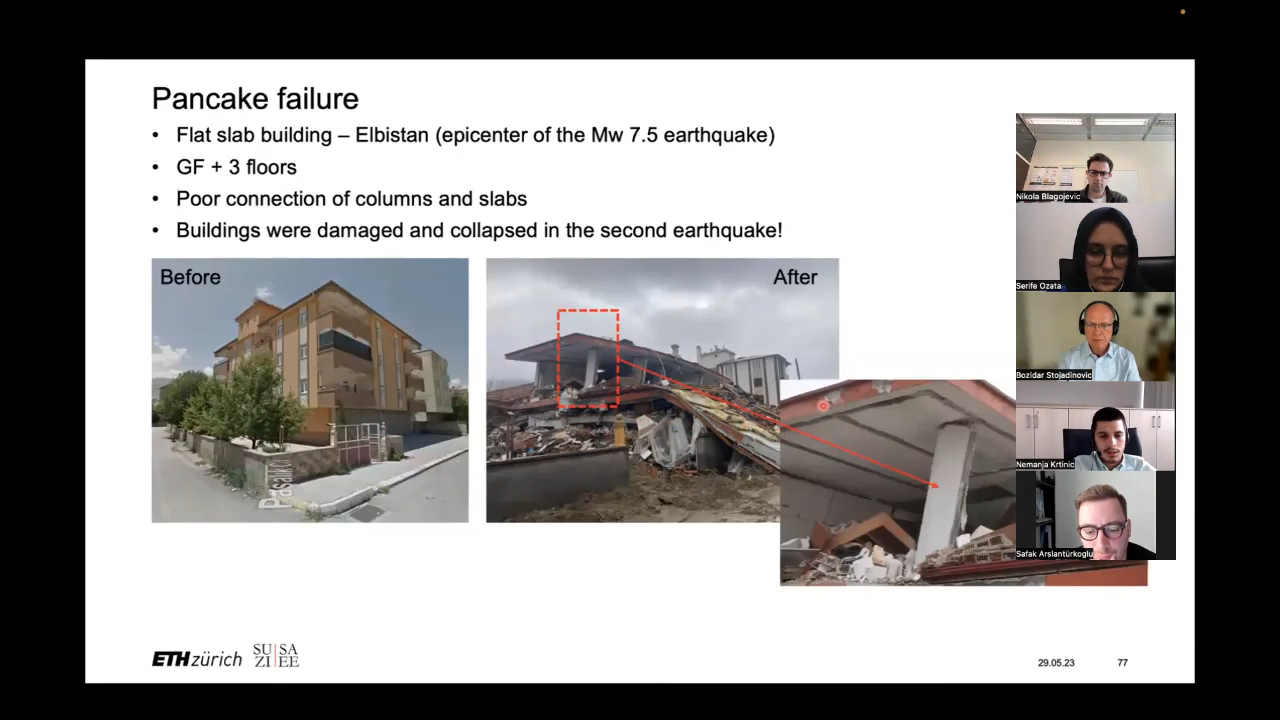 Pancake failure
• Flat slab building – Elbistan (epicenter of the Mw 7.5 earthquake)
• GF + 3 floors
• Poor connection of columns and slabs
• Buildings were damaged and collapsed in the second earthquake!
Before
After
Nikola Blagojevic
Serife Ozata
Bozidar Stojadinovic
Nemanja Krtinic
Safak Arslantürkoglu
ETH zürich
SU|SA
ZI|EE
29.05.23
77